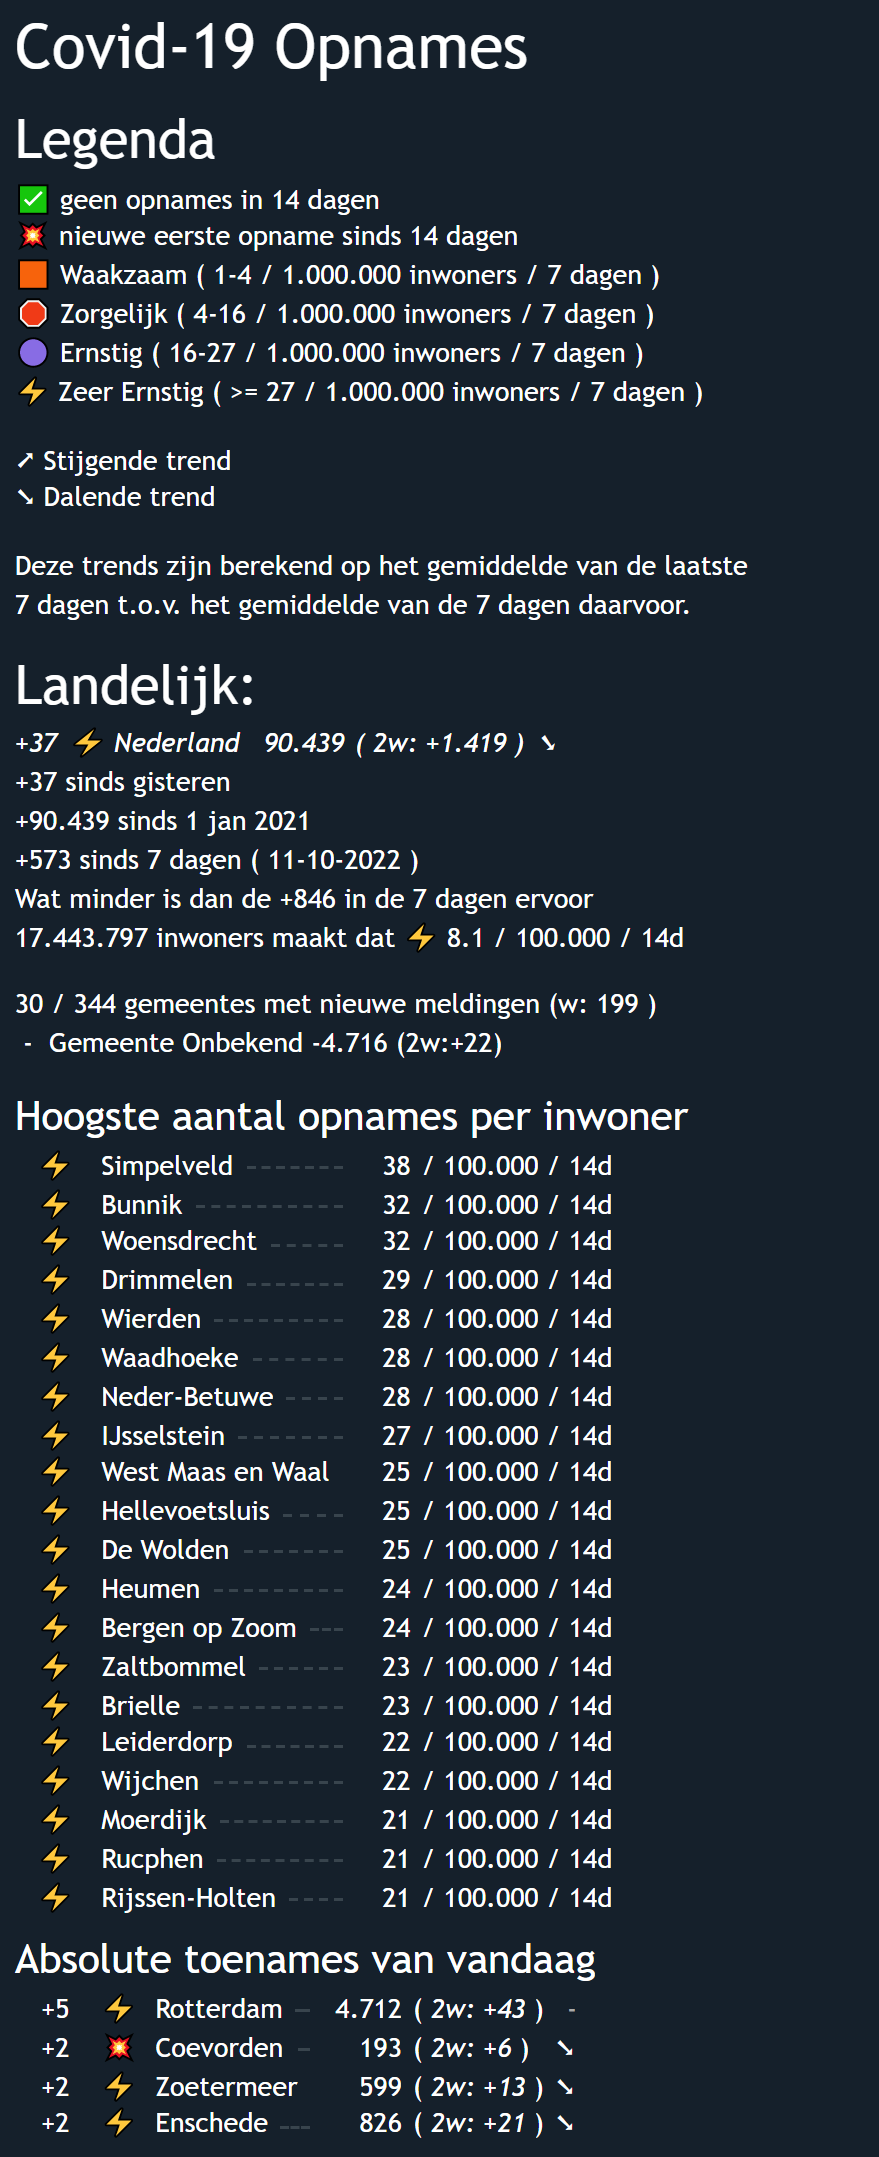 Covid-19 Opnames
Legenda
✅ geen opnames in 14 dagen
💥 nieuwe eerste opname sinds 14 dagen
🟧 Waakzaam ( 1-4 / 1.000.000 inwoners / 7 dagen )
🛑 Zorgelijk ( 4-16 / 1.000.000 inwoners / 7 dagen )
🟣 Ernstig ( 16-27 / 1.000.000 inwoners / 7 dagen )
⚡ Zeer Ernstig ( >= 27 / 1.000.000 inwoners / 7 dagen )
➚ Stijgende trend
➘ Dalende trend
Deze trends zijn berekend op het gemiddelde van de laatste
7 dagen t.o.v. het gemiddelde van de 7 dagen daarvoor.
Landelijk:
+37 ⚡ Nederland 90.439 ( 2w: +1.419 ) ➘
+37 sinds gisteren
+90.439 sinds 1 jan 2021
+573 sinds 7 dagen ( 11-10-2022 )
Wat minder is dan de +846 in de 7 dagen ervoor
17.443.797 inwoners maakt dat ⚡ 8.1 / 100.000 / 14d
30 / 344 gemeentes met nieuwe meldingen (w: 199 )
- Gemeente Onbekend -4.716 (2w:+22)
Hoogste aantal opnames per inwoner
⚡ Simpelveld ------- 38 / 100.000 / 14d
⚡ Bunnik ---------- 32 / 100.000 / 14d
⚡ Woensdrecht ----- 32 / 100.000 / 14d
⚡ Drimmelen ------- 29 / 100.000 / 14d
⚡ Wierden --------- 28 / 100.000 / 14d
⚡ Waadhoeke ------ 28 / 100.000 / 14d
⚡ Neder-Betuwe ---- 28 / 100.000 / 14d
⚡ IJsselstein ------- 27 / 100.000 / 14d
⚡ West Maas en Waal 25 / 100.000 / 14d
⚡ Hellevoetsluis ---- 25 / 100.000 / 14d
⚡ De Wolden ------- 25 / 100.000 / 14d
⚡ Heumen --------- 24 / 100.000 / 14d
⚡ Bergen op Zoom --- 24 / 100.000 / 14d
⚡ Zaltbommel ------ 23 / 100.000 / 14d
⚡ Brielle ----------- 23 / 100.000 / 14d
⚡ Leiderdorp ------- 22 / 100.000 / 14d
⚡ Wijchen --------- 22 / 100.000 / 14d
⚡ Moerdijk --------- 21 / 100.000 / 14d
⚡ Rucphen --------- 21 / 100.000 / 14d
⚡ Rijssen-Holten ---- 21 / 100.000 / 14d
Absolute toenames van vandaag
+5 ⚡ Rotterdam - 4.712 ( 2w: +43 ) -
+2 💥 Coevorden - 193 ( 2w: +6 ) ➘
+2 ⚡ Zoetermeer 599 ( 2w: +13 ) ➘
+2 ⚡ Enschede --- 826 ( 2w: +21 ) ➘